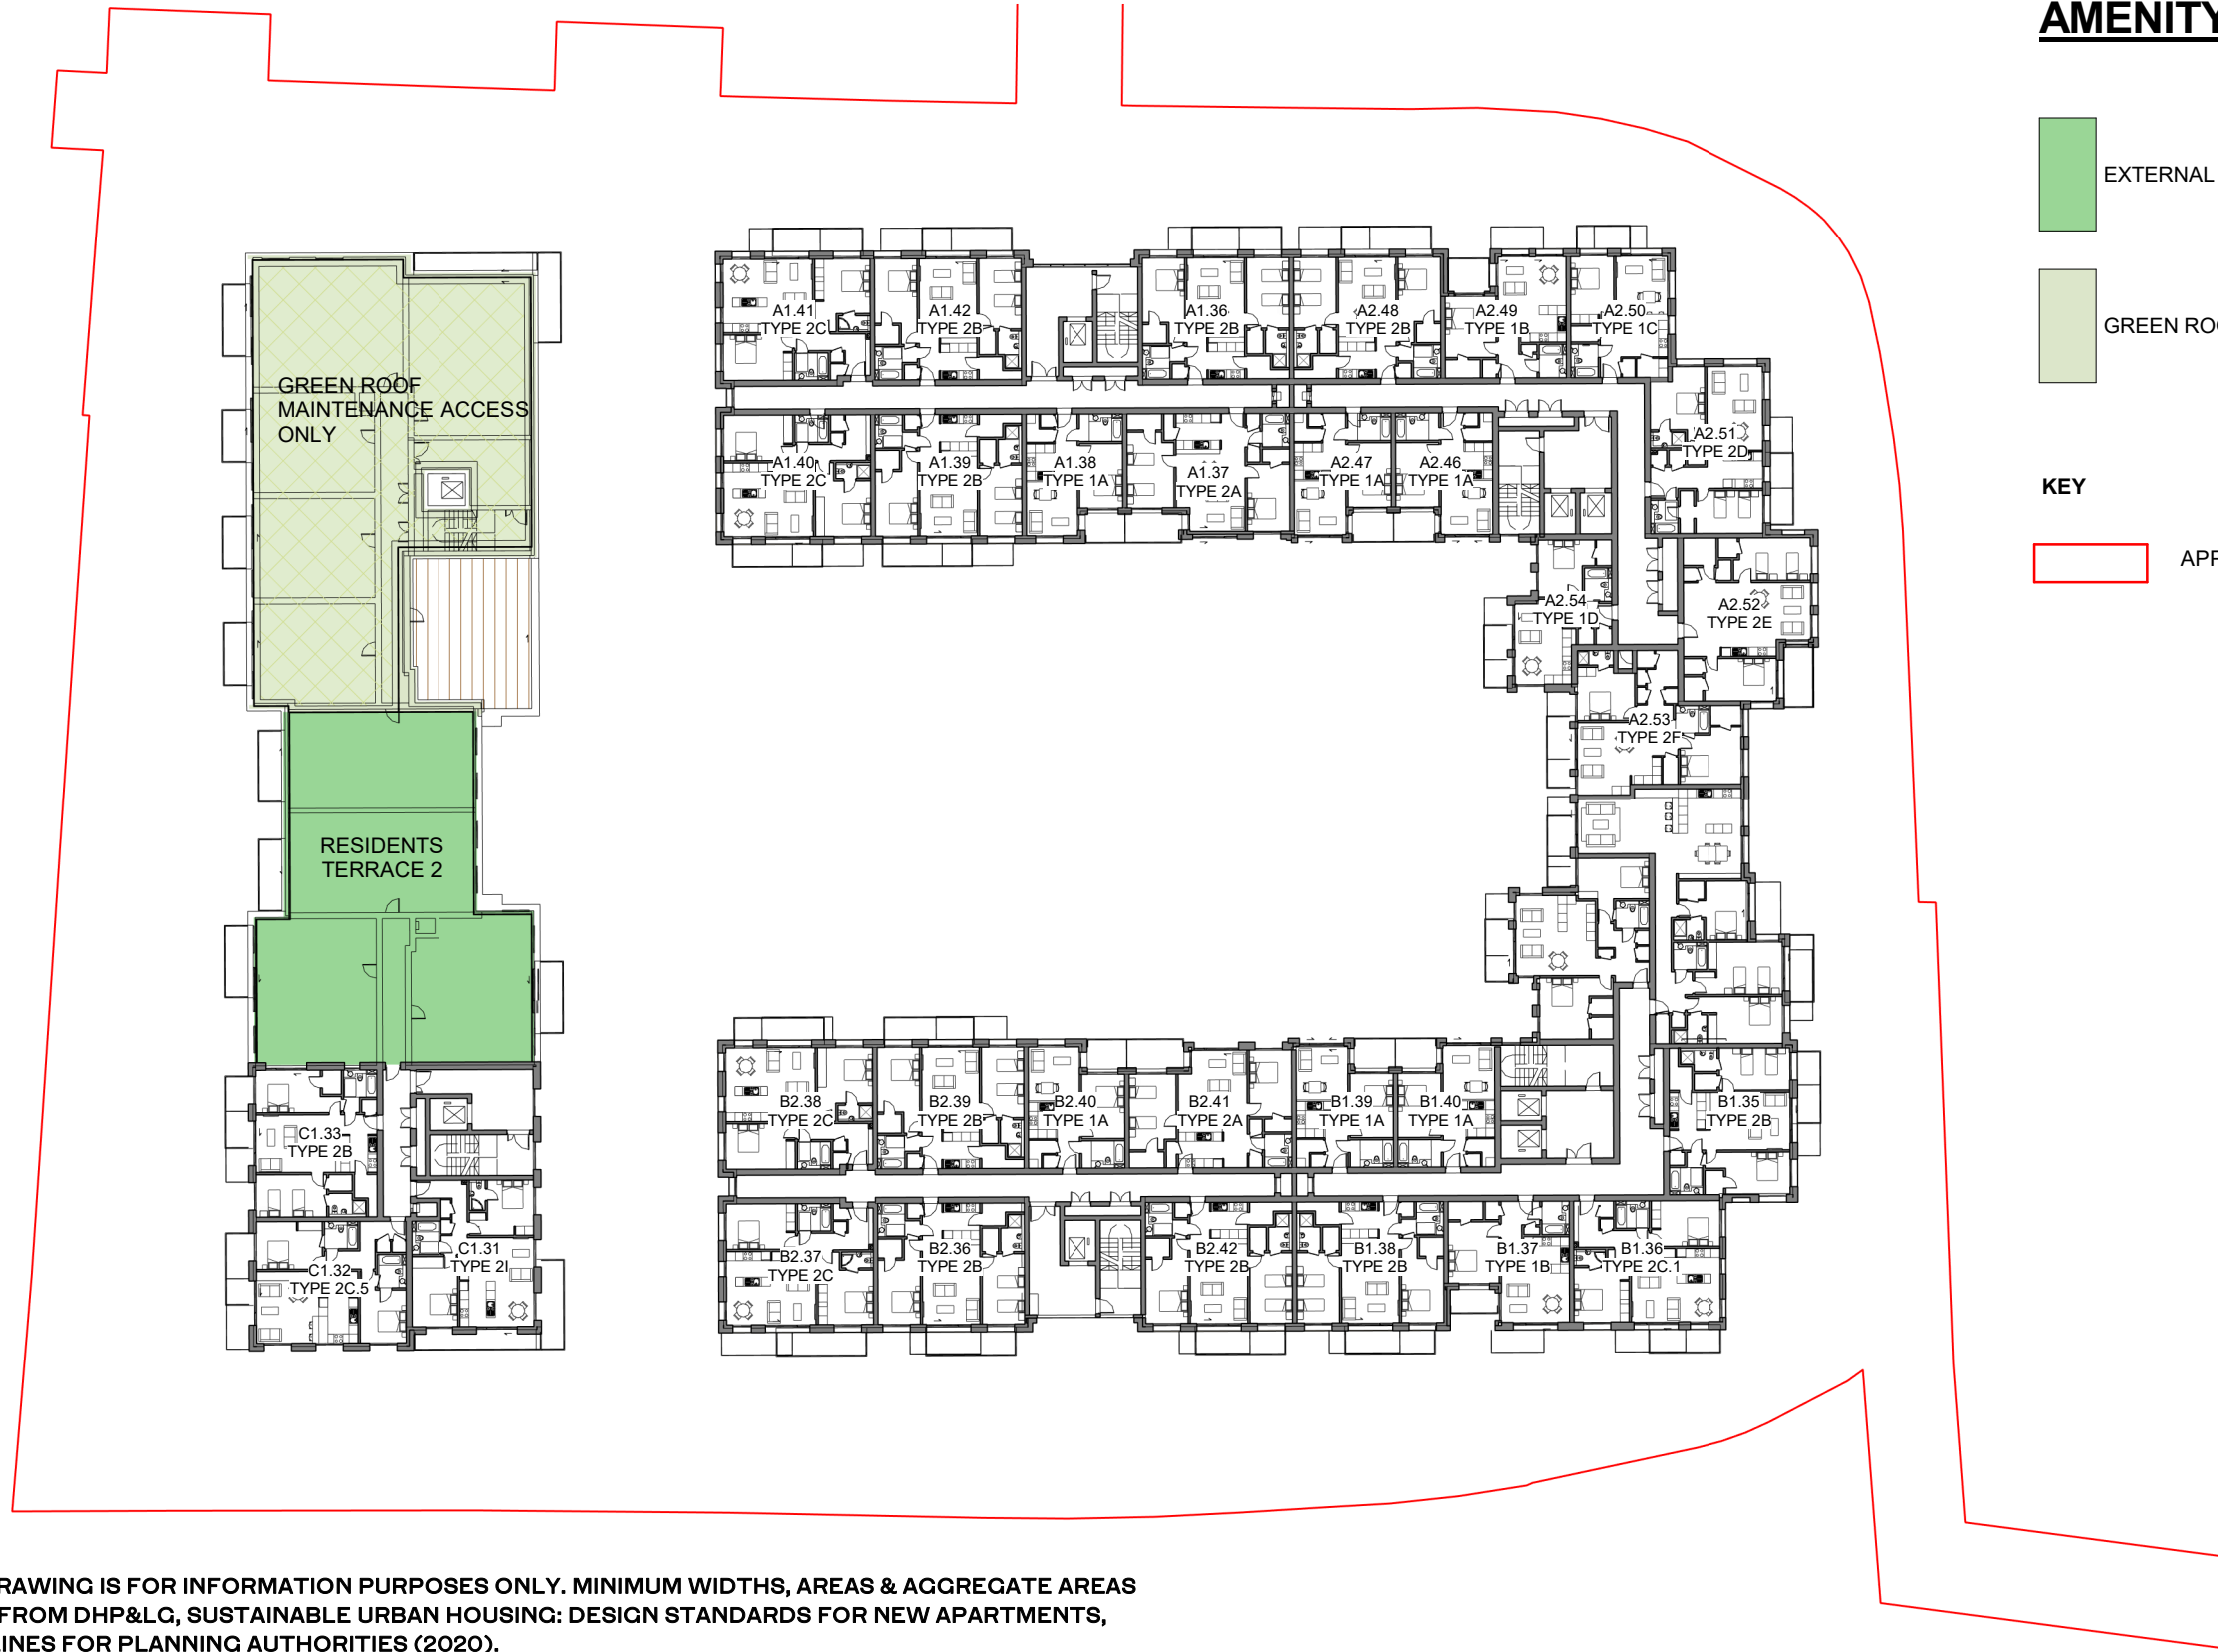 AMENITY
EXTERNAL
GREEN ROO
KEY
APP
GREEN ROOF
MAINTENANCE ACCESS
ONLY
RESIDENTS
TERRACE 2
A1.41
TYPE 2C
A1.42
TYPE 2B
A1.36
TYPE 2B
A2.48
TYPE 2B
A2.49
TYPE 1B
A2.50
TYPE 1C
A1.40
TYPE 2C
A1.39
TYPE 2B
A1.38
TYPE 1A
A1.37
TYPE 2A
A2.47
TYPE 1A
A2.46
TYPE 1A
A2.51
TYPE 2D
A2.54
TYPE 1D
A2.52
TYPE 2E
A2.53
TYPE 2F
B2.38
TYPE 2C
B2.39
TYPE 2B
B2.40
TYPE 1A
B2.41
TYPE 2A
B1.39
TYPE 1A
B1.40
TYPE 1A
B1.35
TYPE 2B
C1.33
TYPE 2B
C1.32
TYPE 2C.5
C1.31
TYPE 2I
B2.37
TYPE 2C
B2.36
TYPE 2B
B2.42
TYPE 2B
B1.38
TYPE 2B
B1.37
TYPE 1B
B1.36
TYPE 2C.1
RAWING IS FOR INFORMATION PURPOSES ONLY. MINIMUM WIDTHS, AREAS & AGGREGATE AREAS
FROM DHP&LG, SUSTAINABLE URBAN HOUSING: DESIGN STANDARDS FOR NEW APARTMENTS,
LINES FOR PLANNING AUTHORITIES (2020).